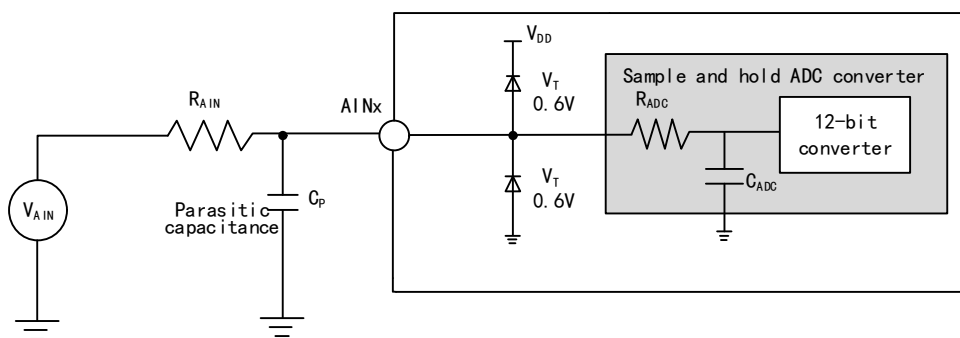 V_DD
Sample and hold ADC converter
V_T
0.6V
R_AIN
AINx
R_ADC
12-bit
converter
V_T
0.6V
C_ADC
C_P
V_AIN
Parasitic
capacitance